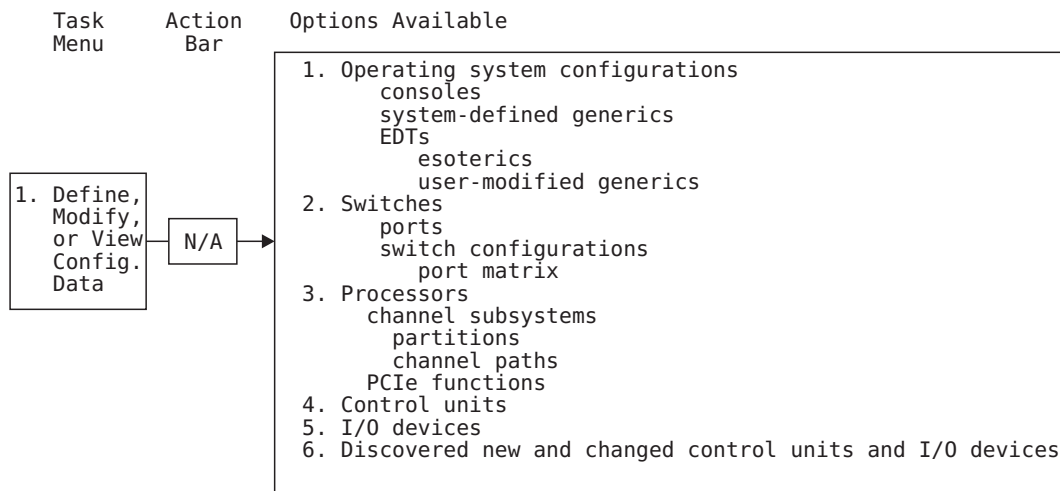 Task Action Options Available
Menu Bar
1. Define,
Modify,
or View
Config.
Data
N/A
1. Operating system configurations
consoles
system-defined generics
EDTs
esoterics
user-modified generics
2. Switches
ports
switch configurations
port matrix
3. Processors
channel subsystems
partitions
channel paths
PCIe functions
4. Control units
5. I/O devices
6. Discovered new and changed control units and I/O devices